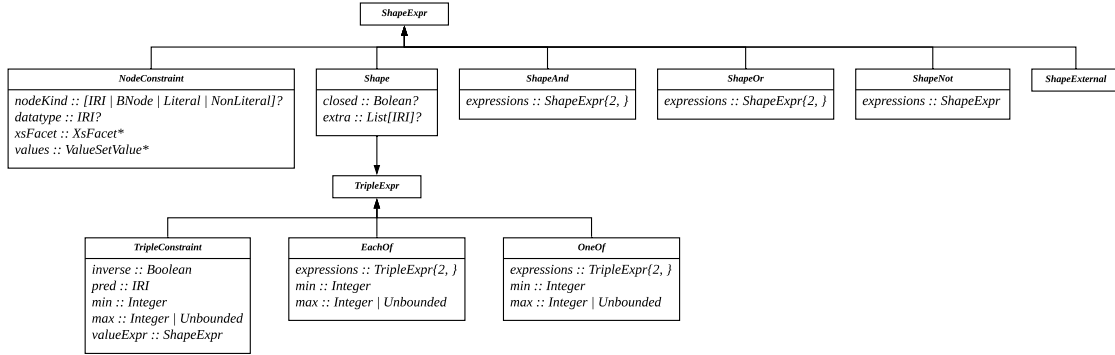 ShapeExpr
NodeConstraint
nodeKind :: [IRI | BNode | Literal | NonLiteral]?
datatype :: IRI?
xsFacet :: XsFacet*
values :: ValueSetValue*
Shape
closed :: Bolean?
extra :: List[IRI]?
ShapeAnd
expressions :: ShapeExpr{2, }
ShapeOr
expressions :: ShapeExpr{2, }
ShapeNot
expressions :: ShapeExpr
ShapeExternal
TripleExpr
TripleConstraint
inverse :: Boolean
pred :: IRI
min :: Integer
max :: Integer | Unbounded
valueExpr :: ShapeExpr
EachOf
expressions :: TripleExpr{2, }
min :: Integer
max :: Integer | Unbounded
OneOf
expressions :: TripleExpr{2, }
min :: Integer
max :: Integer | Unbounded